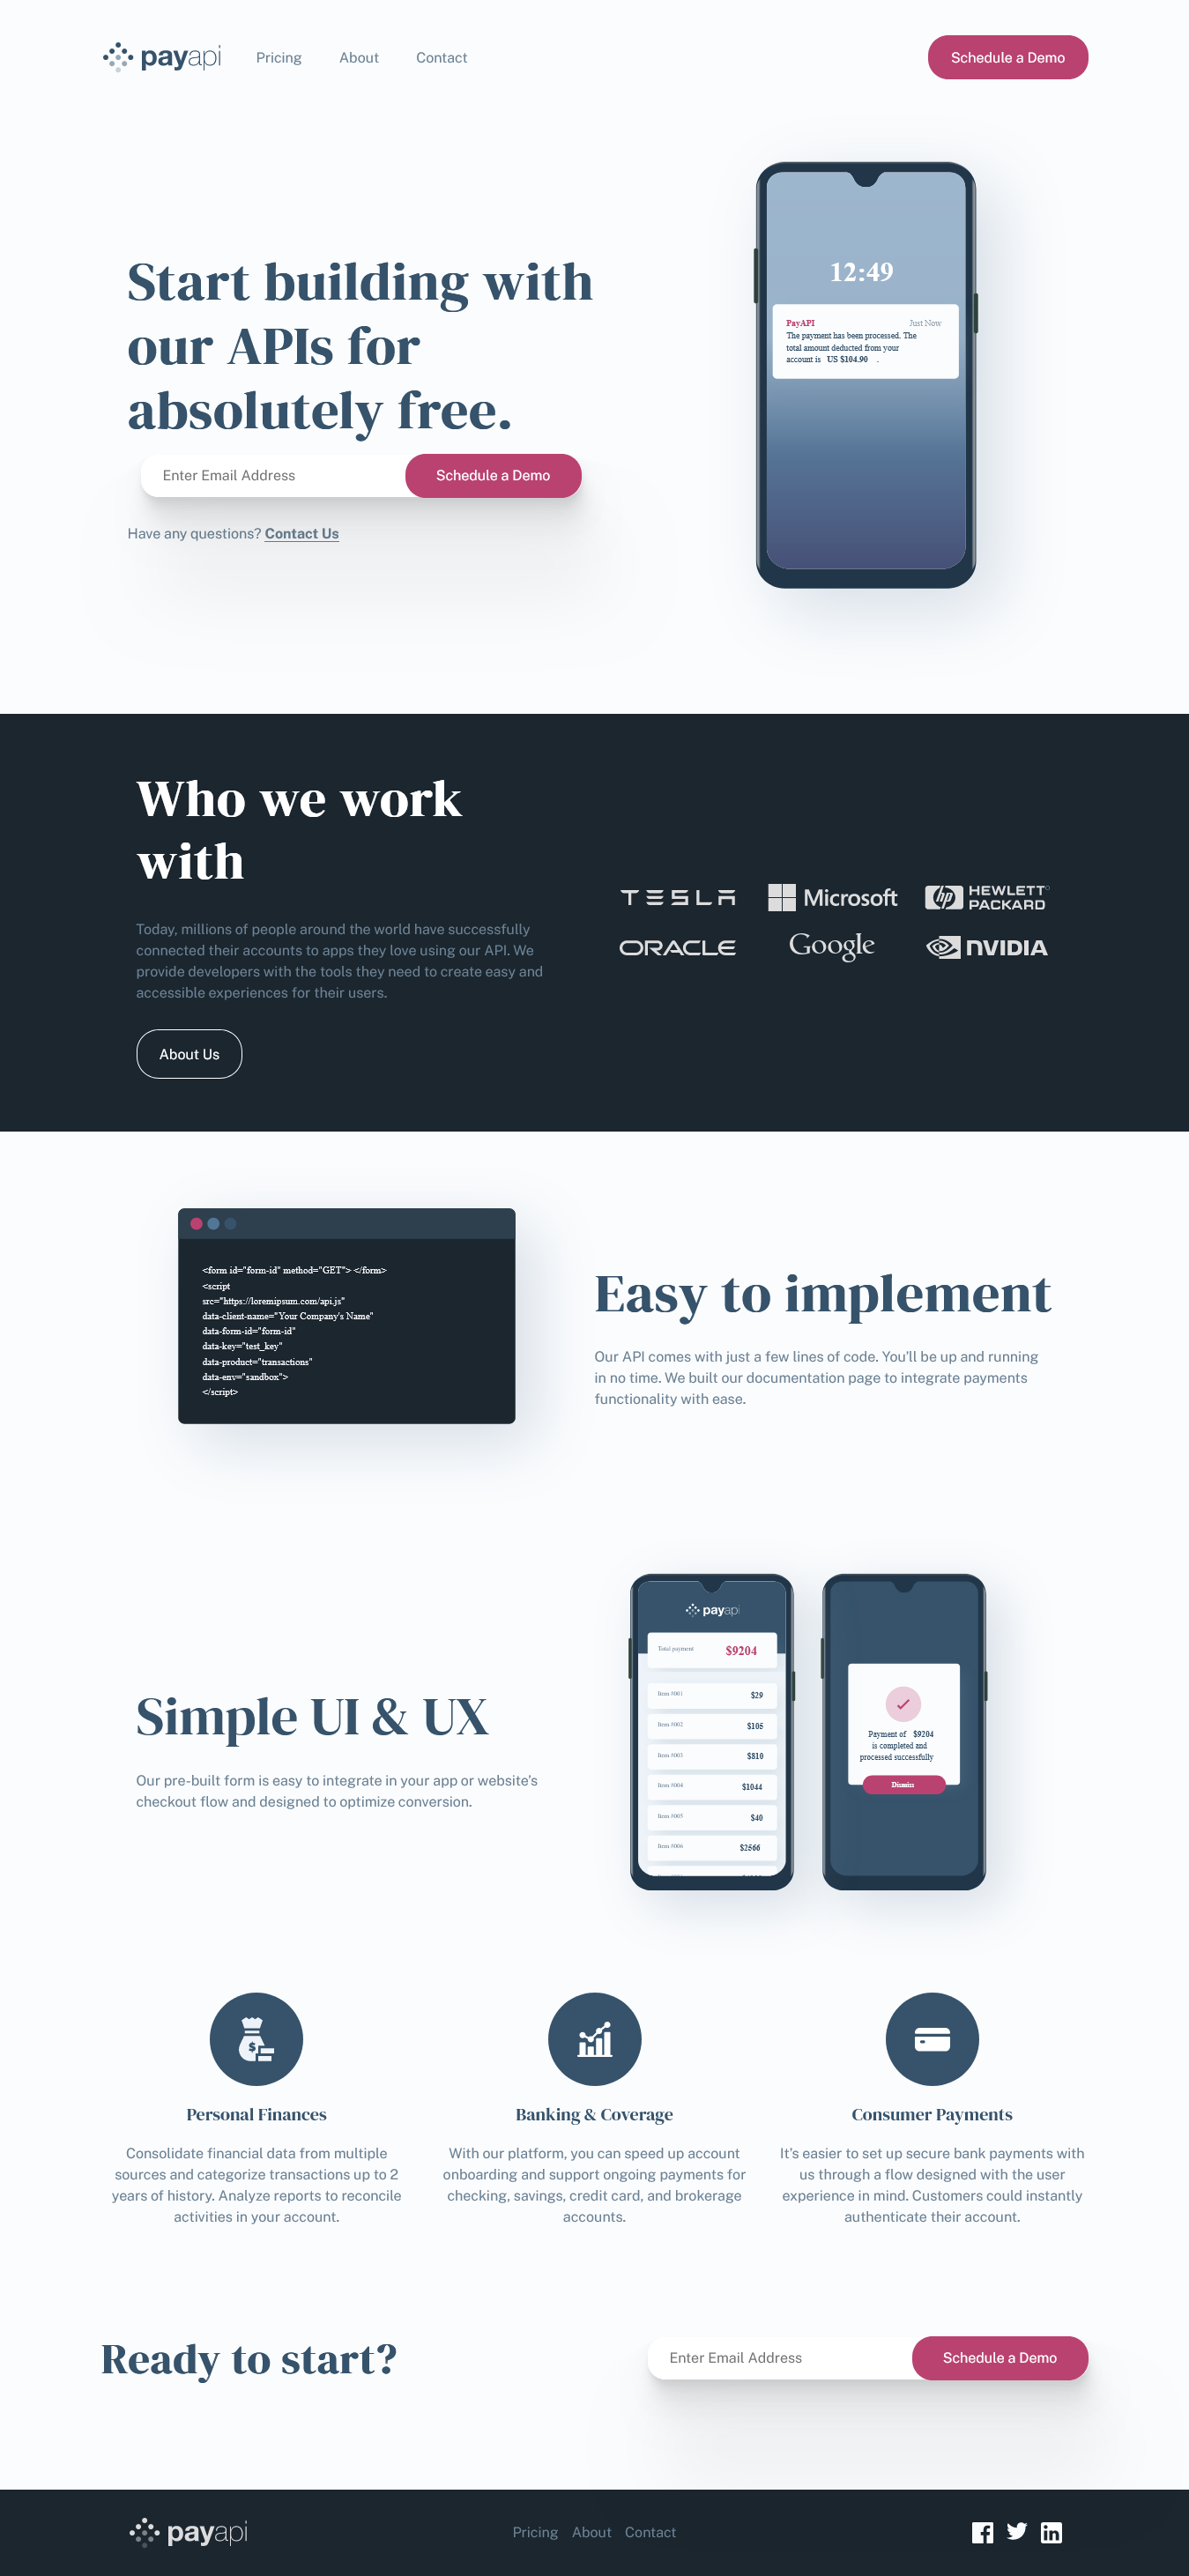 payapi
Pricing
About
Contact
Schedule a Demo
Start building with
our APIs for
absolutely free.
Enter Email Address
Schedule a Demo
Have any questions? Contact Us
12:49
PayAPI
Just Now
The payment has been processed. The
total amount deducted from your
account is US $104.90 .
Who we work
with
Today, millions of people around the world have successfully
connected their accounts to apps they love using our API. We
provide developers with the tools they need to create easy and
accessible experiences for their users.
About Us
TESLA
Microsoft
hp HEWLETT
PACKARD
ORACLE
Google
NVIDIA
<form id="form-id" method="GET"> </form>
<script
src="https://loremipsum.com/api.js"
data-client-name="Your Company's Name"
data-form-id="form-id"
data-key="test_key"
data-product="transactions"
data-env="sandbox">
</script>
Easy to implement
Our API comes with just a few lines of code. You'll be up and running
in no time. We built our documentation page to integrate payments
functionality with ease.
Simple UI & UX
Our pre-built form is easy to integrate in your app or website's
checkout flow and designed to optimize conversion.
payapi
Total payment
$9204
Item #001
$29
Item #002
$105
Item #003
$810
Item #004
$1044
Item #005
$40
Item #006
$2566
Payment of $9204
is completed and
processed successfully
Dismiss
Personal Finances
Consolidate financial data from multiple
sources and categorize transactions up to 2
years of history. Analyze reports to reconcile
activities in your account.
Banking & Coverage
With our platform, you can speed up account
onboarding and support ongoing payments for
checking, savings, credit card, and brokerage
accounts.
Consumer Payments
It's easier to set up secure bank payments with
us through a flow designed with the user
experience in mind. Customers could instantly
authenticate their account.
Ready to start?
Enter Email Address
Schedule a Demo
payapi
Pricing
About
Contact